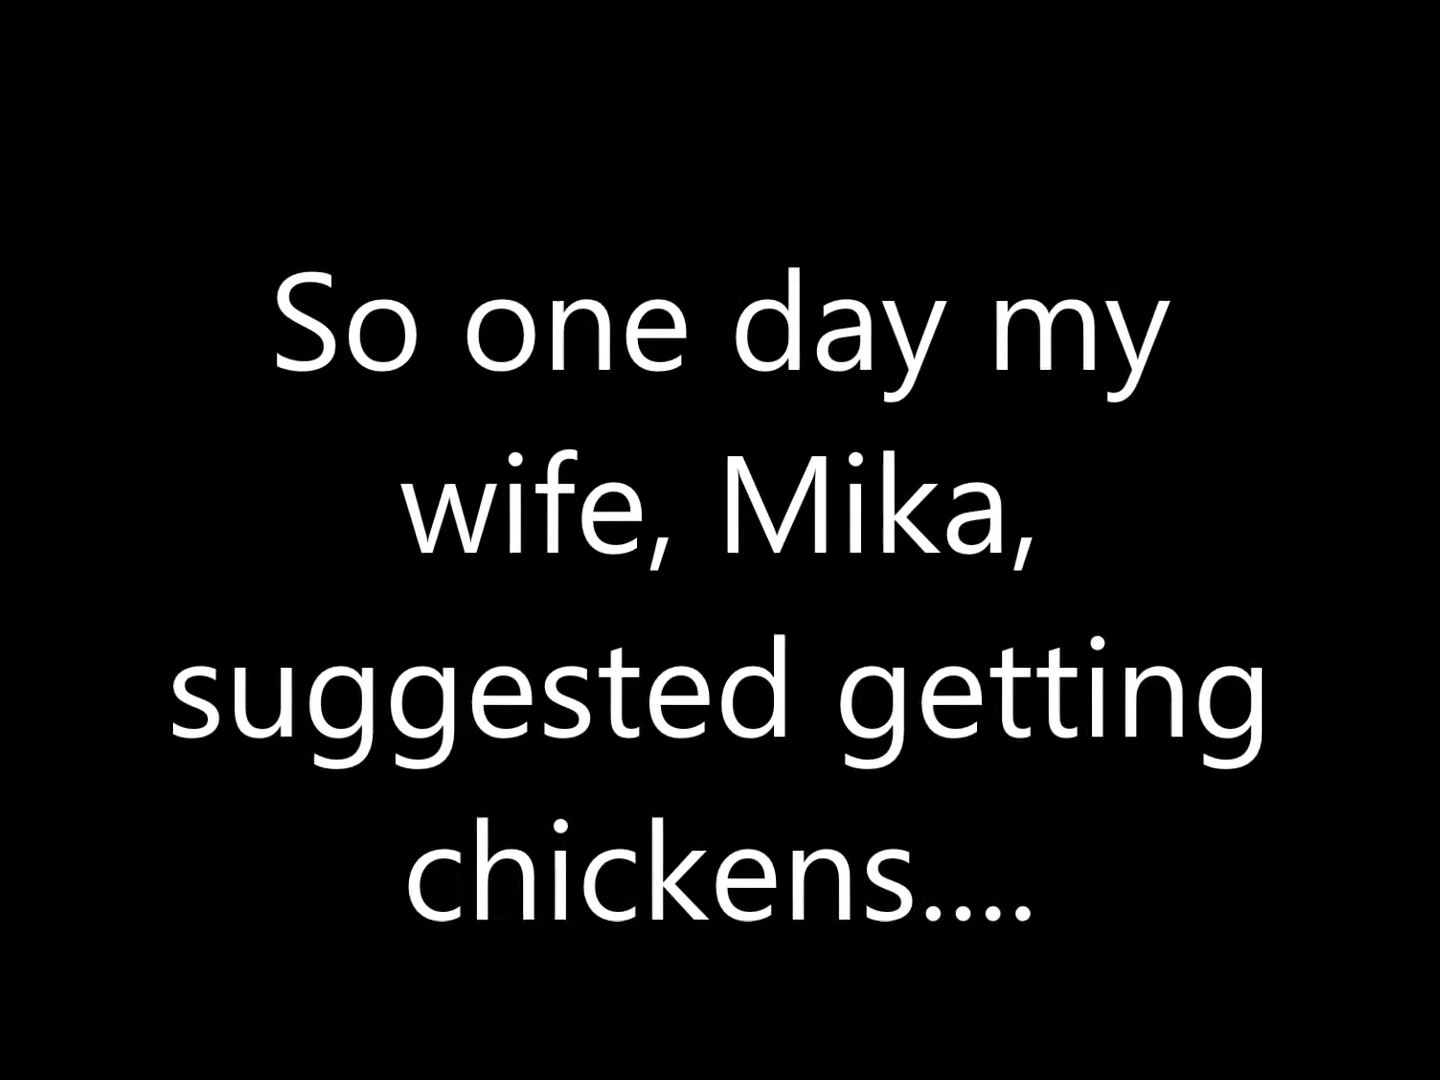 So one day my
wife, Mika,
suggested getting
chickens....